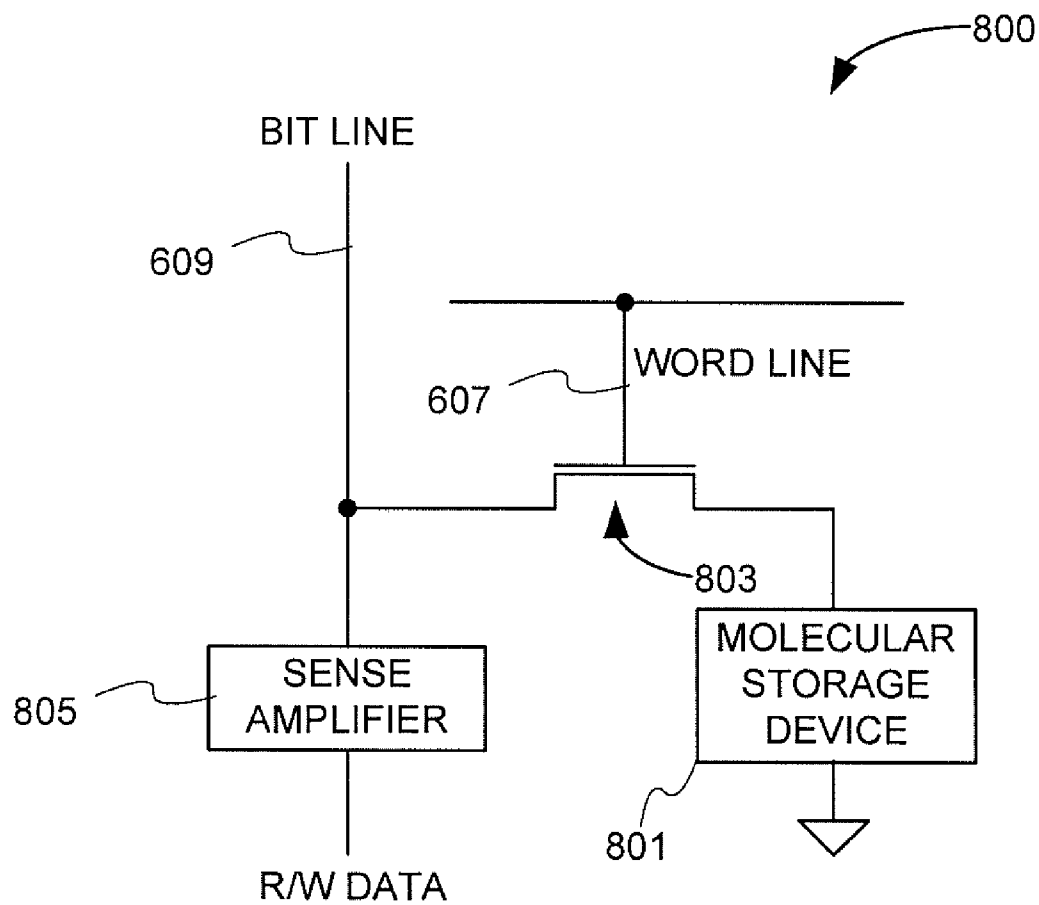 800
BIT LINE
609
WORD LINE
607
803
MOLECULAR
STORAGE
DEVICE
SENSE
AMPLIFIER
805
801
R/W DATA